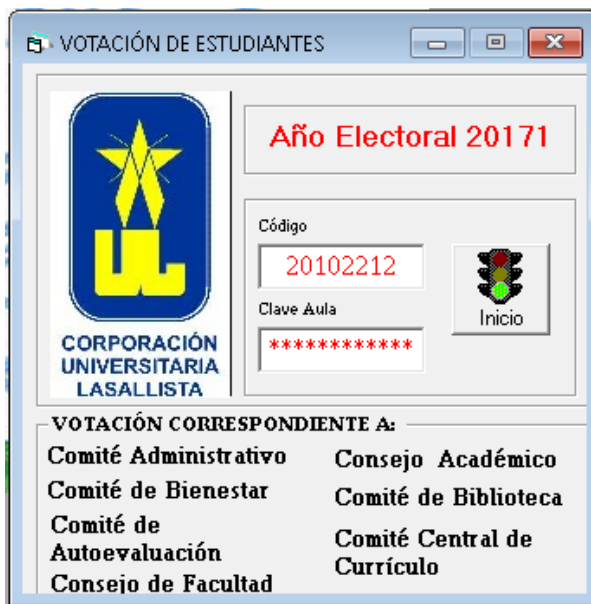 VOTACIÓN DE ESTUDIANTES
Año Electoral 20171
UL
CORPORACIÓN
UNIVERSITARIA
LASALLISTA
Código
20102212
Clave Aula
************
Inicio
VOTACIÓN CORRESPONDIENTE A:
Comité Administrativo
Comité de Bienestar
Comité de
Autoevaluación
Consejo de Facultad
Consejo Académico
Comité de Biblioteca
Comité Central de
Currículo